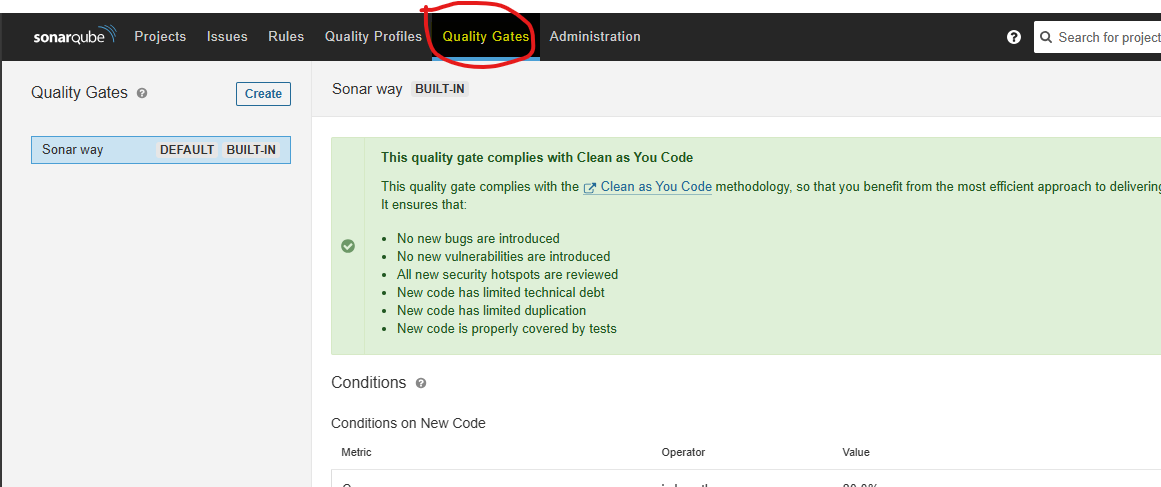 sonarqube Projects Issues Rules Quality Profiles Quality Gates Administration ? Search for project
Quality Gates ? Create
Sonar way BUILT-IN
Sonar way DEFAULT BUILT-IN
This quality gate complies with Clean as You Code
This quality gate complies with the Clean as You Code methodology, so that you benefit from the most efficient approach to delivering
It ensures that:
• No new bugs are introduced
• No new vulnerabilities are introduced
• All new security hotspots are reviewed
• New code has limited technical debt
• New code has limited duplication
• New code is properly covered by tests
Conditions ?
Conditions on New Code
Metric Operator Value